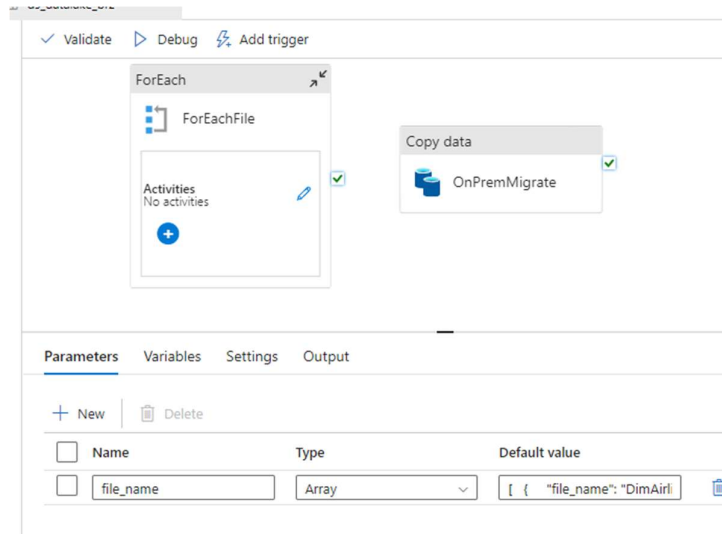 Validate Debug Add trigger
ForEach
ForEachFile
Activities
No activities
Copy data
OnPremMigrate
Parameters Variables Settings Output
New Delete
Name Type Default value
file_name Array [ { "file_name": "DimAirli